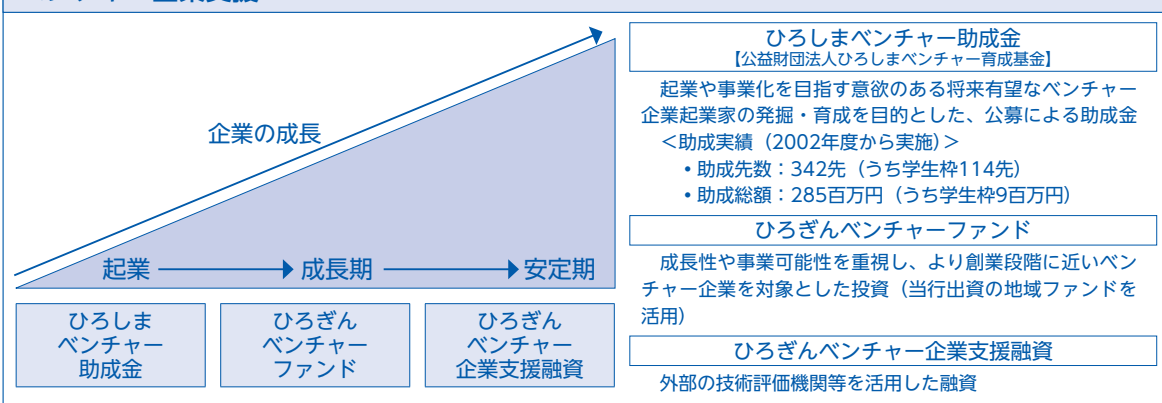 企業の成長
起業
成長期
安定期
ひろしま
ベンチャー
助成金
ひろぎん
ベンチャー
ファンド
ひろぎん
ベンチャー
企業支援融資
ひろしまベンチャー助成金
【公益財団法人ひろしまベンチャー育成基金】
起業や事業化を目指す意欲のある将来有望なベンチャー
企業起業家の発掘・育成を目的とした、公募による助成金
＜助成実績（2002年度から実施）＞
•助成先数：342先（うち学生枠114先）
•助成総額：285百万円（うち学生枠9百万円）
ひろぎんベンチャーファンド
成長性や事業可能性を重視し、より創業段階に近いベン
チャー企業を対象とした投資（当行出資の地域ファンドを
活用）
ひろぎんベンチャー企業支援融資
外部の技術評価機関等を活用した融資